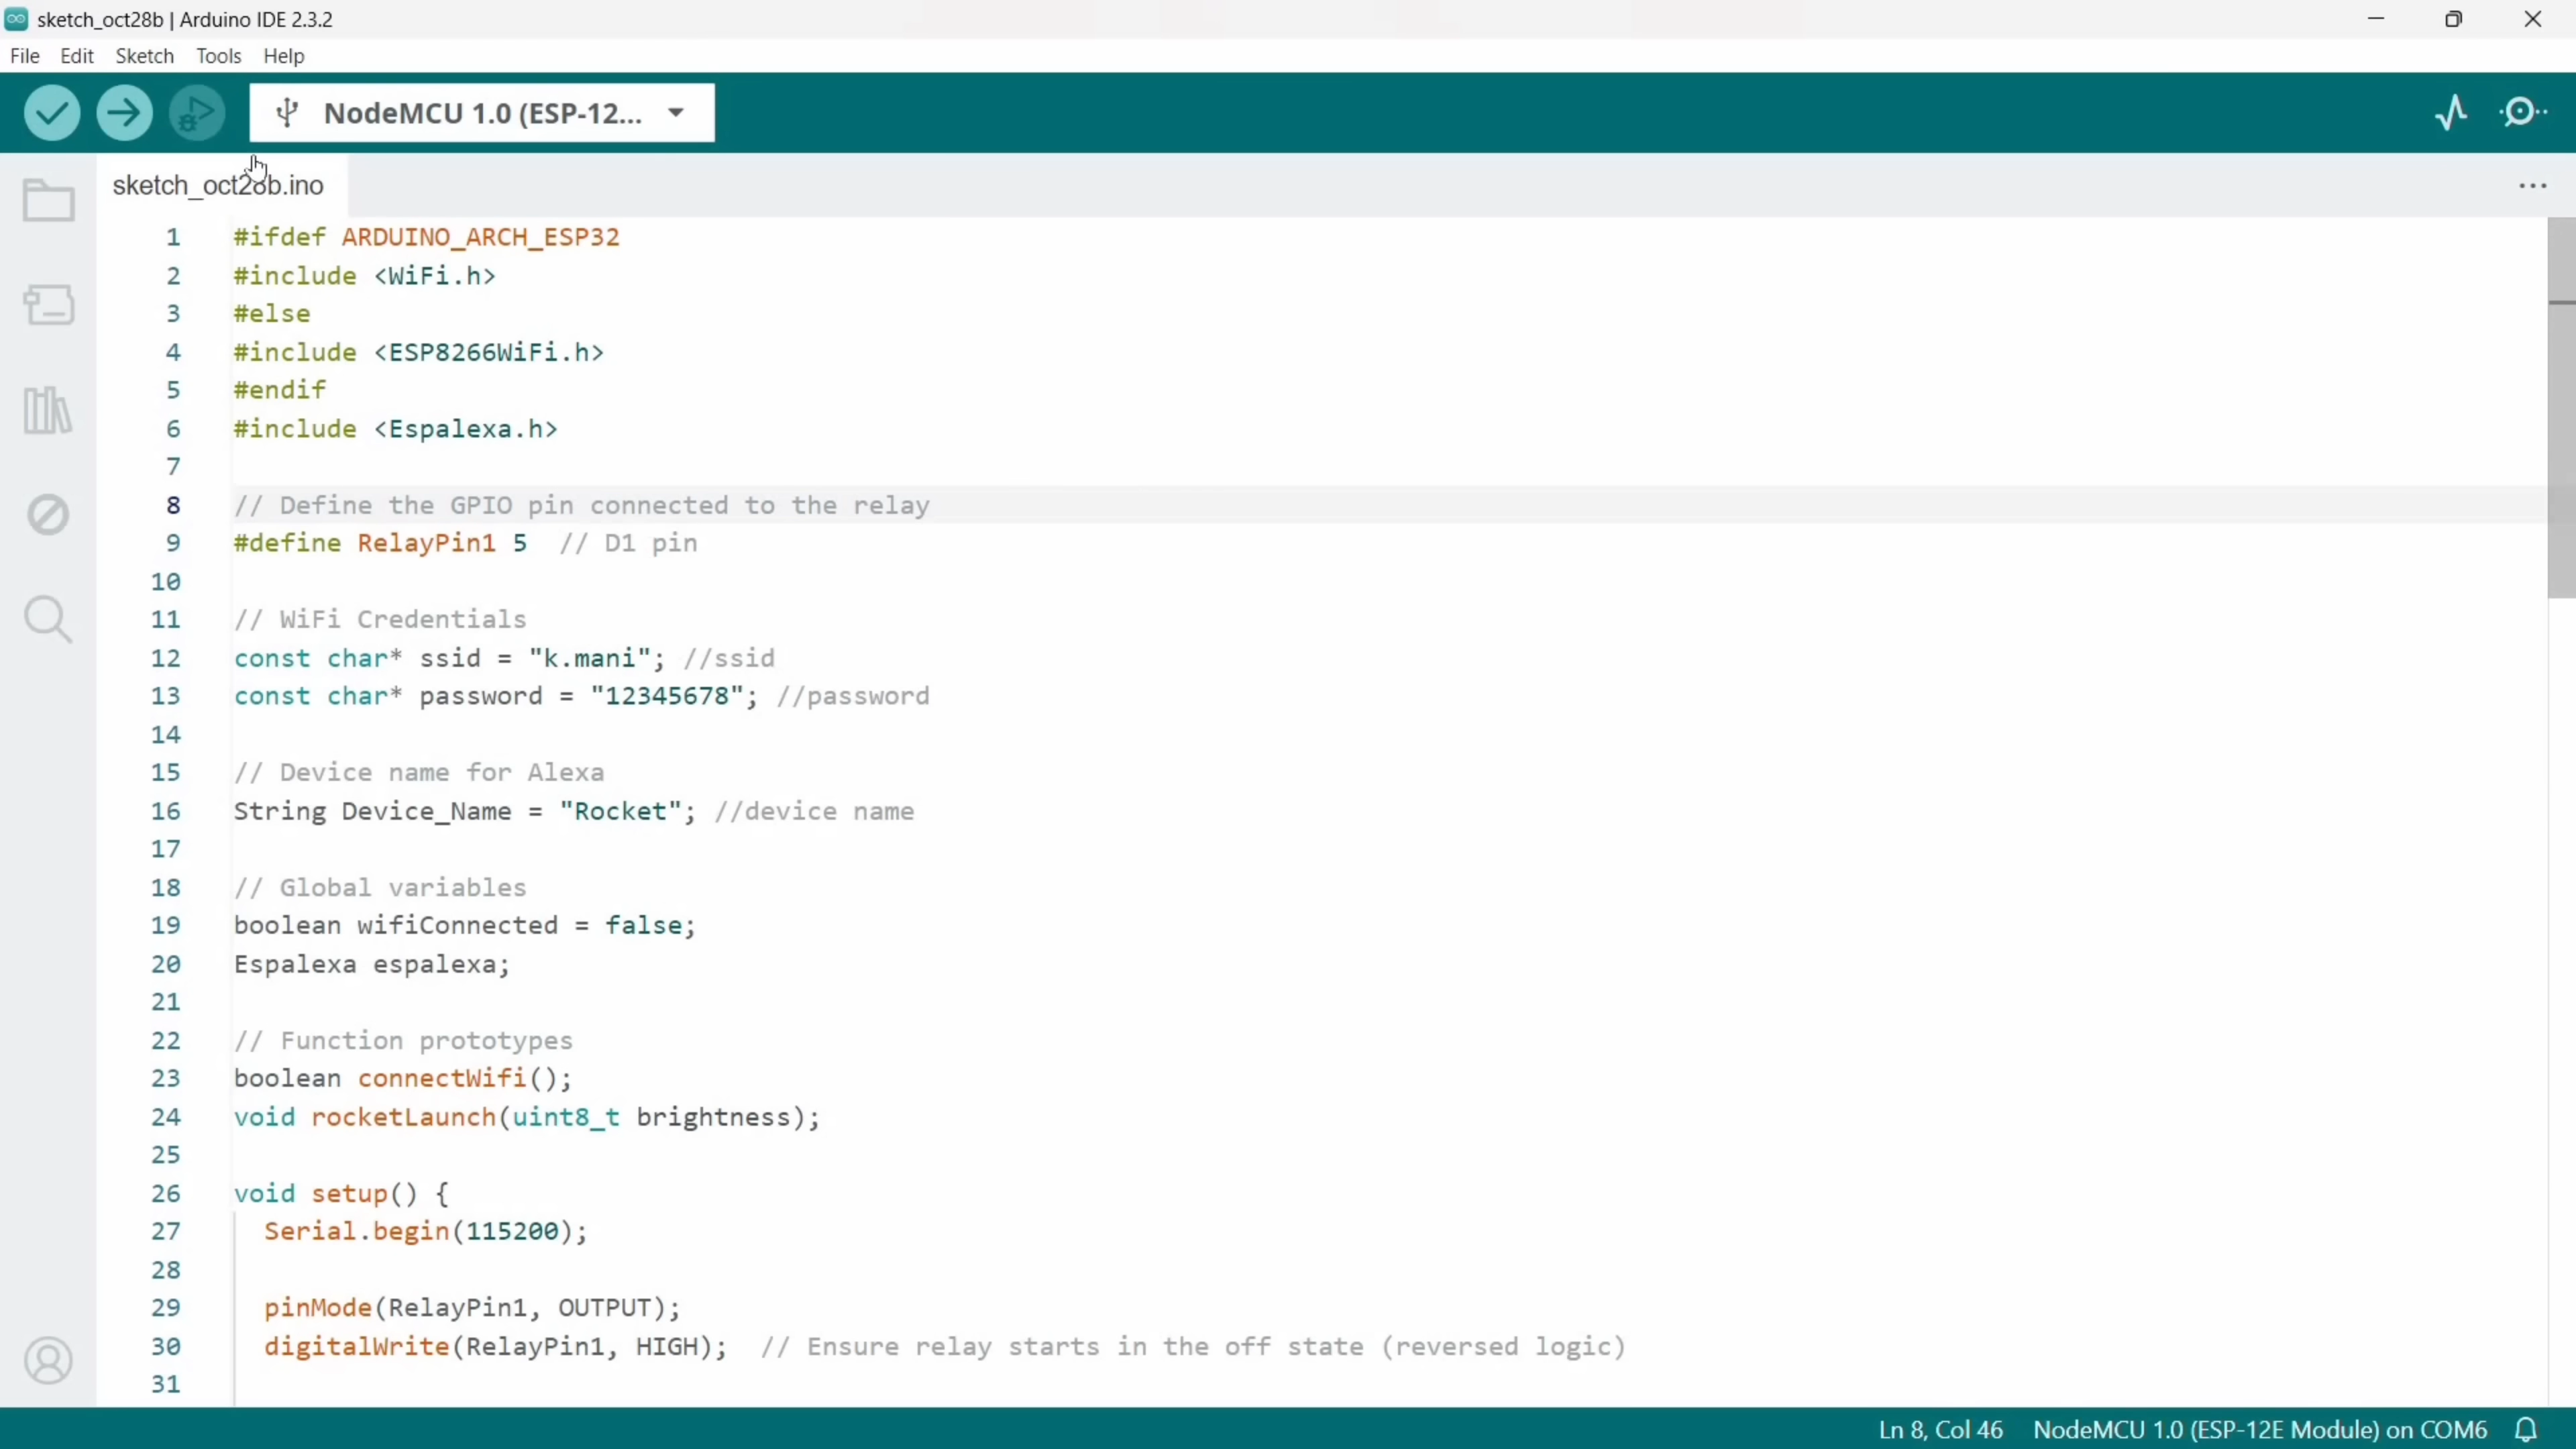 sketch_oct28b | Arduino IDE 2.3.2
File Edit Sketch Tools Help
NodeMCU 1.0 (ESP-12...
sketch_oct28b.ino
1 #ifdef ARDUINO_ARCH_ESP32
2 #include <WiFi.h>
3 #else
4 #include <ESP8266WiFi.h>
5 #endif
6 #include <Espalexa.h>
7
8 // Define the GPIO pin connected to the relay
9 #define RelayPin1 5 // D1 pin
10
11 // WiFi Credentials
12 const char* ssid = "k.mani"; //ssid
13 const char* password = "12345678"; //password
14
15 // Device name for Alexa
16 String Device_Name = "Rocket"; //device name
17
18 // Global variables
19 boolean wifiConnected = false;
20 Espalexa espalexa;
21
22 // Function prototypes
23 boolean connectWifi();
24 void rocketLaunch(uint8_t brightness);
25
26 void setup() {
27 Serial.begin(115200);
28
29 pinMode(RelayPin1, OUTPUT);
30 digitalWrite(RelayPin1, HIGH); // Ensure relay starts in the off state (reversed logic)
31
Ln 8, Col 46 NodeMCU 1.0 (ESP-12E Module) on COM6